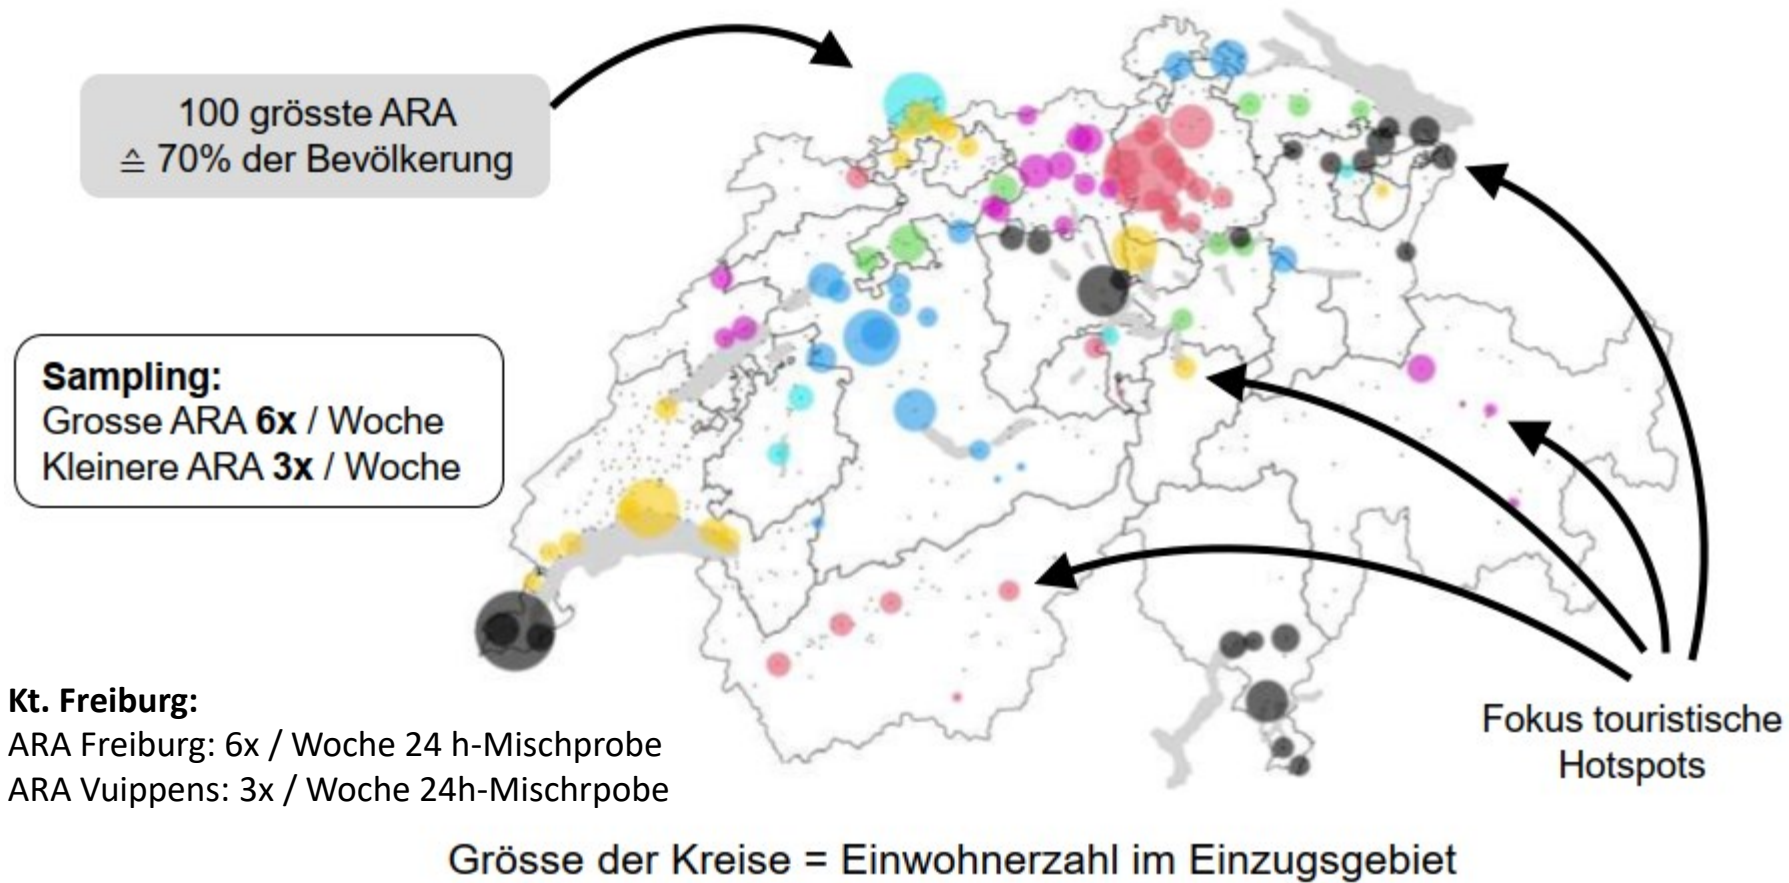 100 grösste ARA
≙ 70% der Bevölkerung
Sampling:
Grosse ARA 6x / Woche
Kleinere ARA 3x / Woche
Kt. Freiburg:
ARA Freiburg: 6x / Woche 24 h-Mischprobe
ARA Vuippens: 3x / Woche 24h-Mischrpobe
Fokus touristische
Hotspots
Grösse der Kreise = Einwohnerzahl im Einzugsgebiet